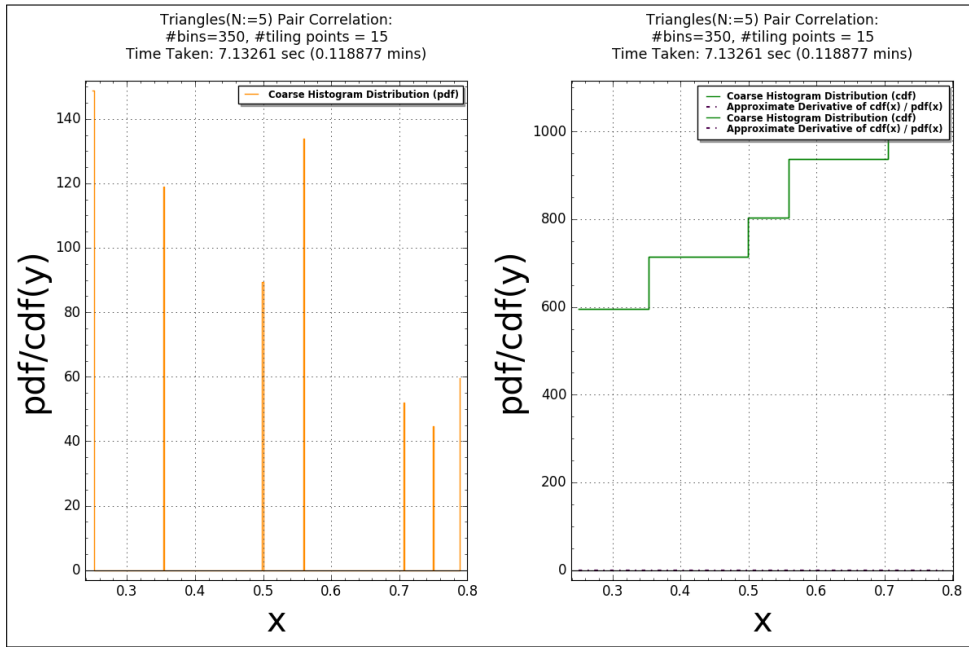 Triangles(N:=5) Pair Correlation:
#bins=350, #tiling points = 15
Time Taken: 7.13261 sec (0.118877 mins)
Coarse Histogram Distribution (pdf)
pdf/cdf(y)
140
120
100
80
60
40
20
0
0.3
0.4
0.5
0.6
0.7
0.8
x
Triangles(N:=5) Pair Correlation:
#bins=350, #tiling points = 15
Time Taken: 7.13261 sec (0.118877 mins)
Coarse Histogram Distribution (cdf)
Approximate Derivative of cdf(x) / pdf(x)
Coarse Histogram Distribution (cdf)
Approximate Derivative of cdf(x) / pdf(x)
pdf/cdf(y)
1000
800
600
400
200
0
0.3
0.4
0.5
0.6
0.7
0.8
x